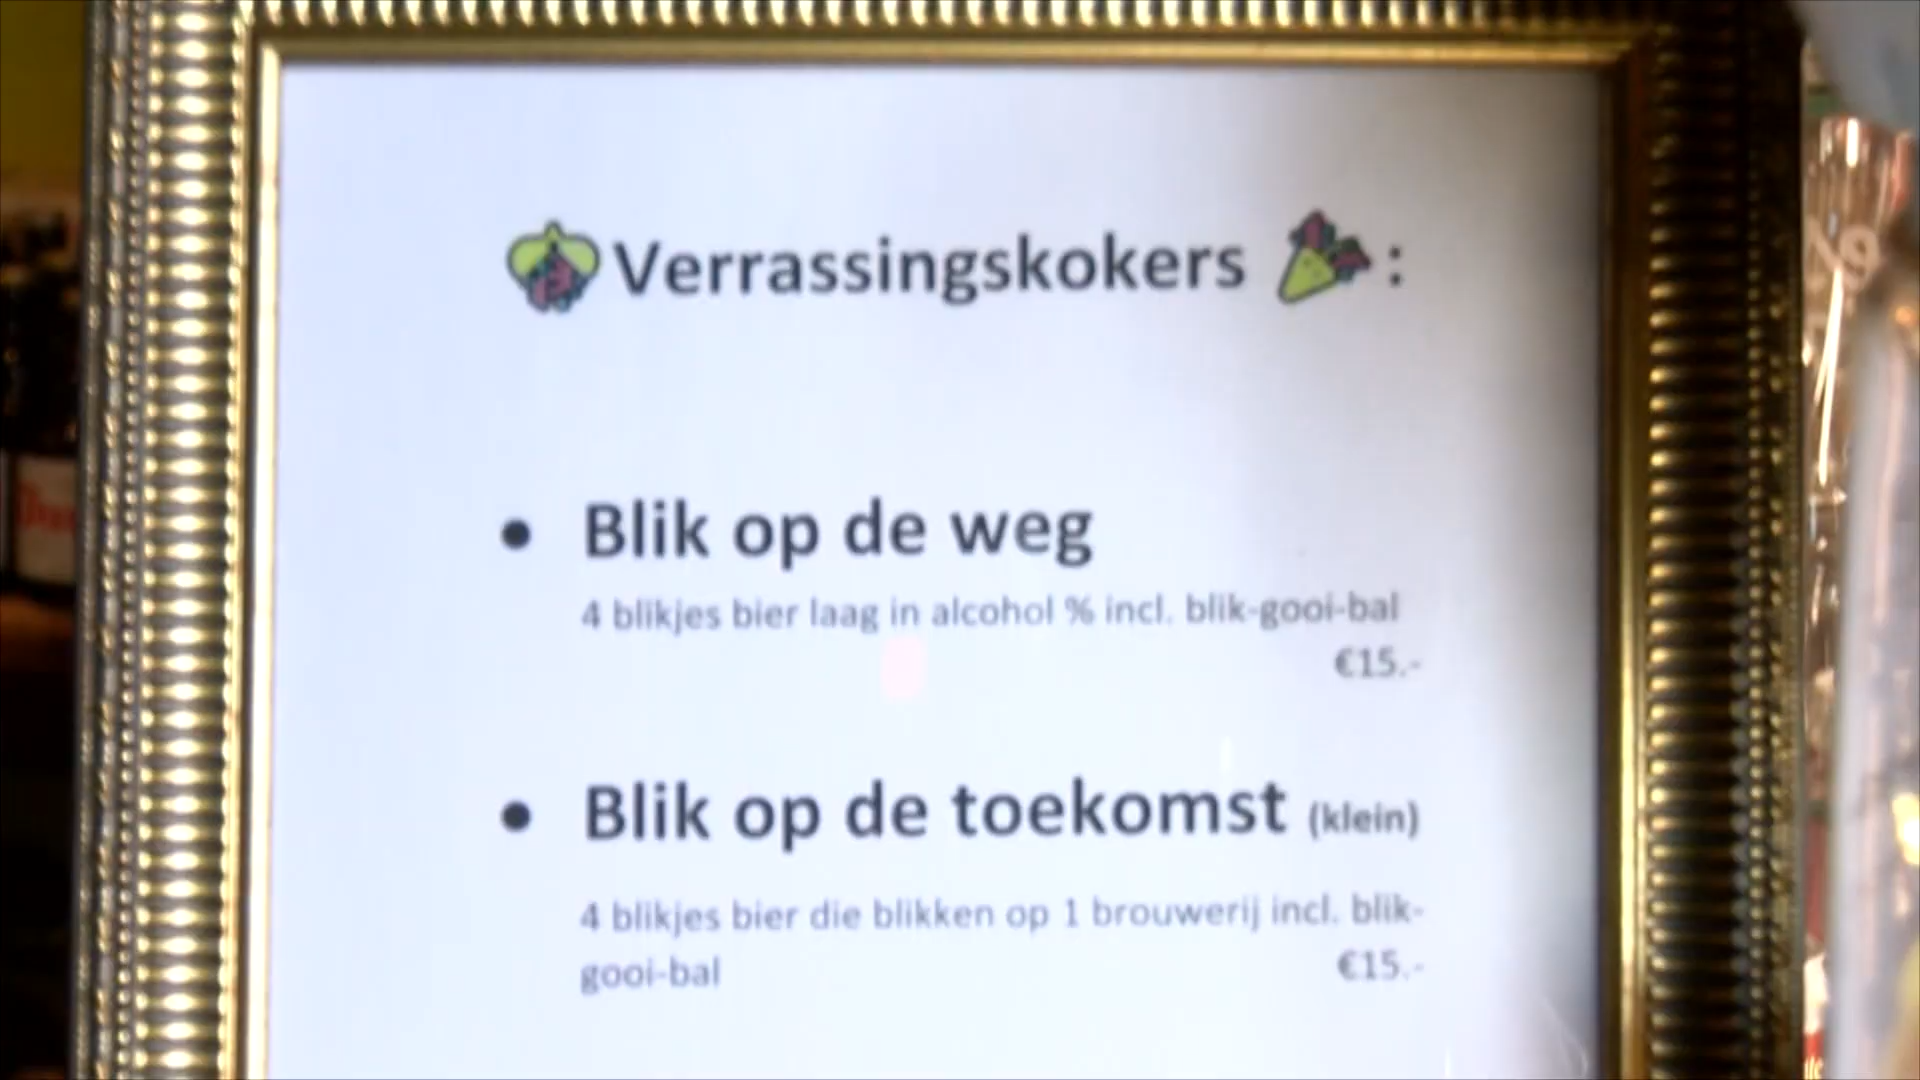 Verrassingskokers :
• Blik op de weg
4 blikjes bier laag in alcohol % incl. blik-gooi-bal
€15.-
• Blik op de toekomst (klein)
4 blikjes bier die blikken op 1 brouwerij incl. blik-
gooi-bal €15.-
19